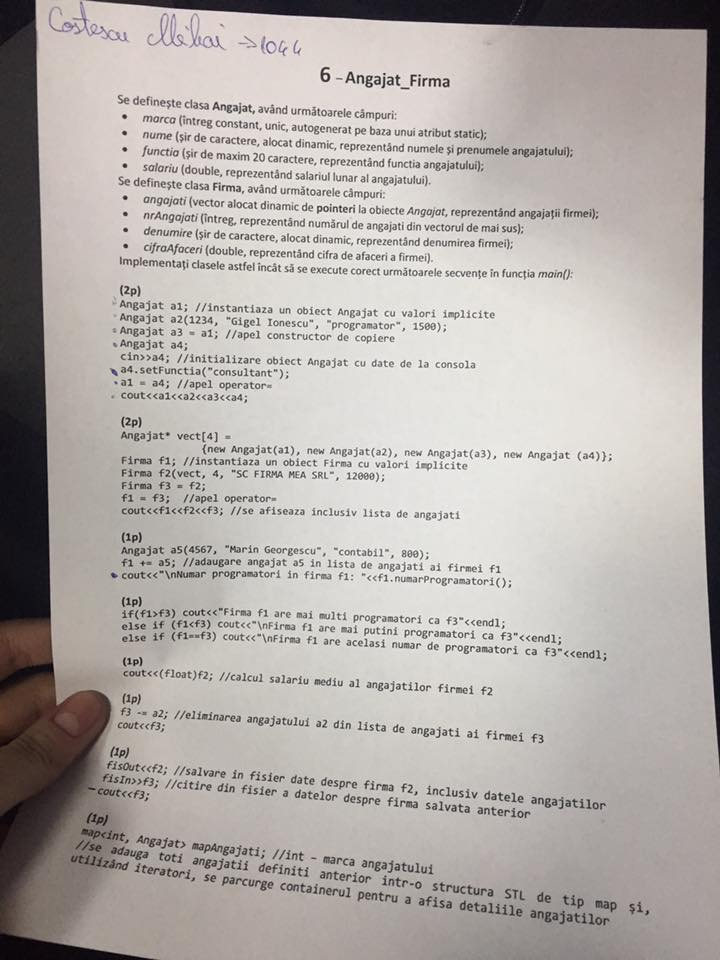 Costescu Mihai → 1044
6 – Angajat_Firma
Se definește clasa Angajat, având următoarele câmpuri:
• marca (întreg constant, unic, autogenerat pe baza unui atribut static);
• nume (șir de caractere, alocat dinamic, reprezentând numele și prenumele angajatului);
• functia (șir de maxim 20 caractere, reprezentând functia angajatului);
• salariu (double, reprezentând salariul lunar al angajatului).
Se definește clasa Firma, având următoarele câmpuri:
• angajati (vector alocat dinamic de pointeri la obiecte Angajat, reprezentând angajații firmei);
• nrAngajati (întreg, reprezentând numărul de angajati din vectorul de mai sus);
• denumire (șir de caractere, alocat dinamic, reprezentând denumirea firmei);
• cifraAfaceri (double, reprezentând cifra de afaceri a firmei).
Implementați clasele astfel încât să se execute corect următoarele secvențe în funcția main():
(2p)
Angajat a1; //instantiaza un obiect Angajat cu valori implicite
Angajat a2(1234, "Gigel Ionescu", "programator", 1500);
Angajat a3 = a1; //apel constructor de copiere
Angajat a4;
cin>>a4; //initializare obiect Angajat cu date de la consola
a4.setFunctia("consultant");
a1 = a4; //apel operator=
cout<<a1<<a2<<a3<<a4;
(2p)
Angajat* vect[4] =
{new Angajat(a1), new Angajat(a2), new Angajat(a3), new Angajat (a4)};
Firma f1; //instantiaza un obiect Firma cu valori implicite
Firma f2(vect, 4, "SC FIRMA MEA SRL", 12000);
Firma f3 = f2;
f1 = f3; //apel operator=
cout<<f1<<f2<<f3; //se afiseaza inclusiv lista de angajati
(1p)
Angajat a5(4567, "Marin Georgescu", "contabil", 800);
f1 += a5; //adaugare angajat a5 in lista de angajati ai firmei f1
cout<<"\nNumar programatori in firma f1: "<<f1.numarProgramatori();
(1p)
if(f1>f3) cout<<"Firma f1 are mai multi programatori ca f3"<<endl;
else if (f1<f3) cout<<"\nFirma f1 are mai putini programatori ca f3"<<endl;
else if (f1==f3) cout<<"\nFirma f1 are acelasi numar de programatori ca f3"<<endl;
(1p)
cout<<(float)f2; //calcul salariu mediu al angajatilor firmei f2
(1p)
f3 -= a2; //eliminarea angajatului a2 din lista de angajati ai firmei f3
cout<<f3;
(1p)
fisOut<<f2; //salvare in fisier date despre firma f2, inclusiv datele angajatilor
fisIn>>f3; //citire din fisier a datelor despre firma salvata anterior
cout<<f3;
(1p)
map<int, Angajat> mapAngajati; //int – marca angajatului
//se adauga toti angajatii definiti anterior intr-o structura STL de tip map și,
utilizând iteratori, se parcurge containerul pentru a afisa detaliile angajatilor